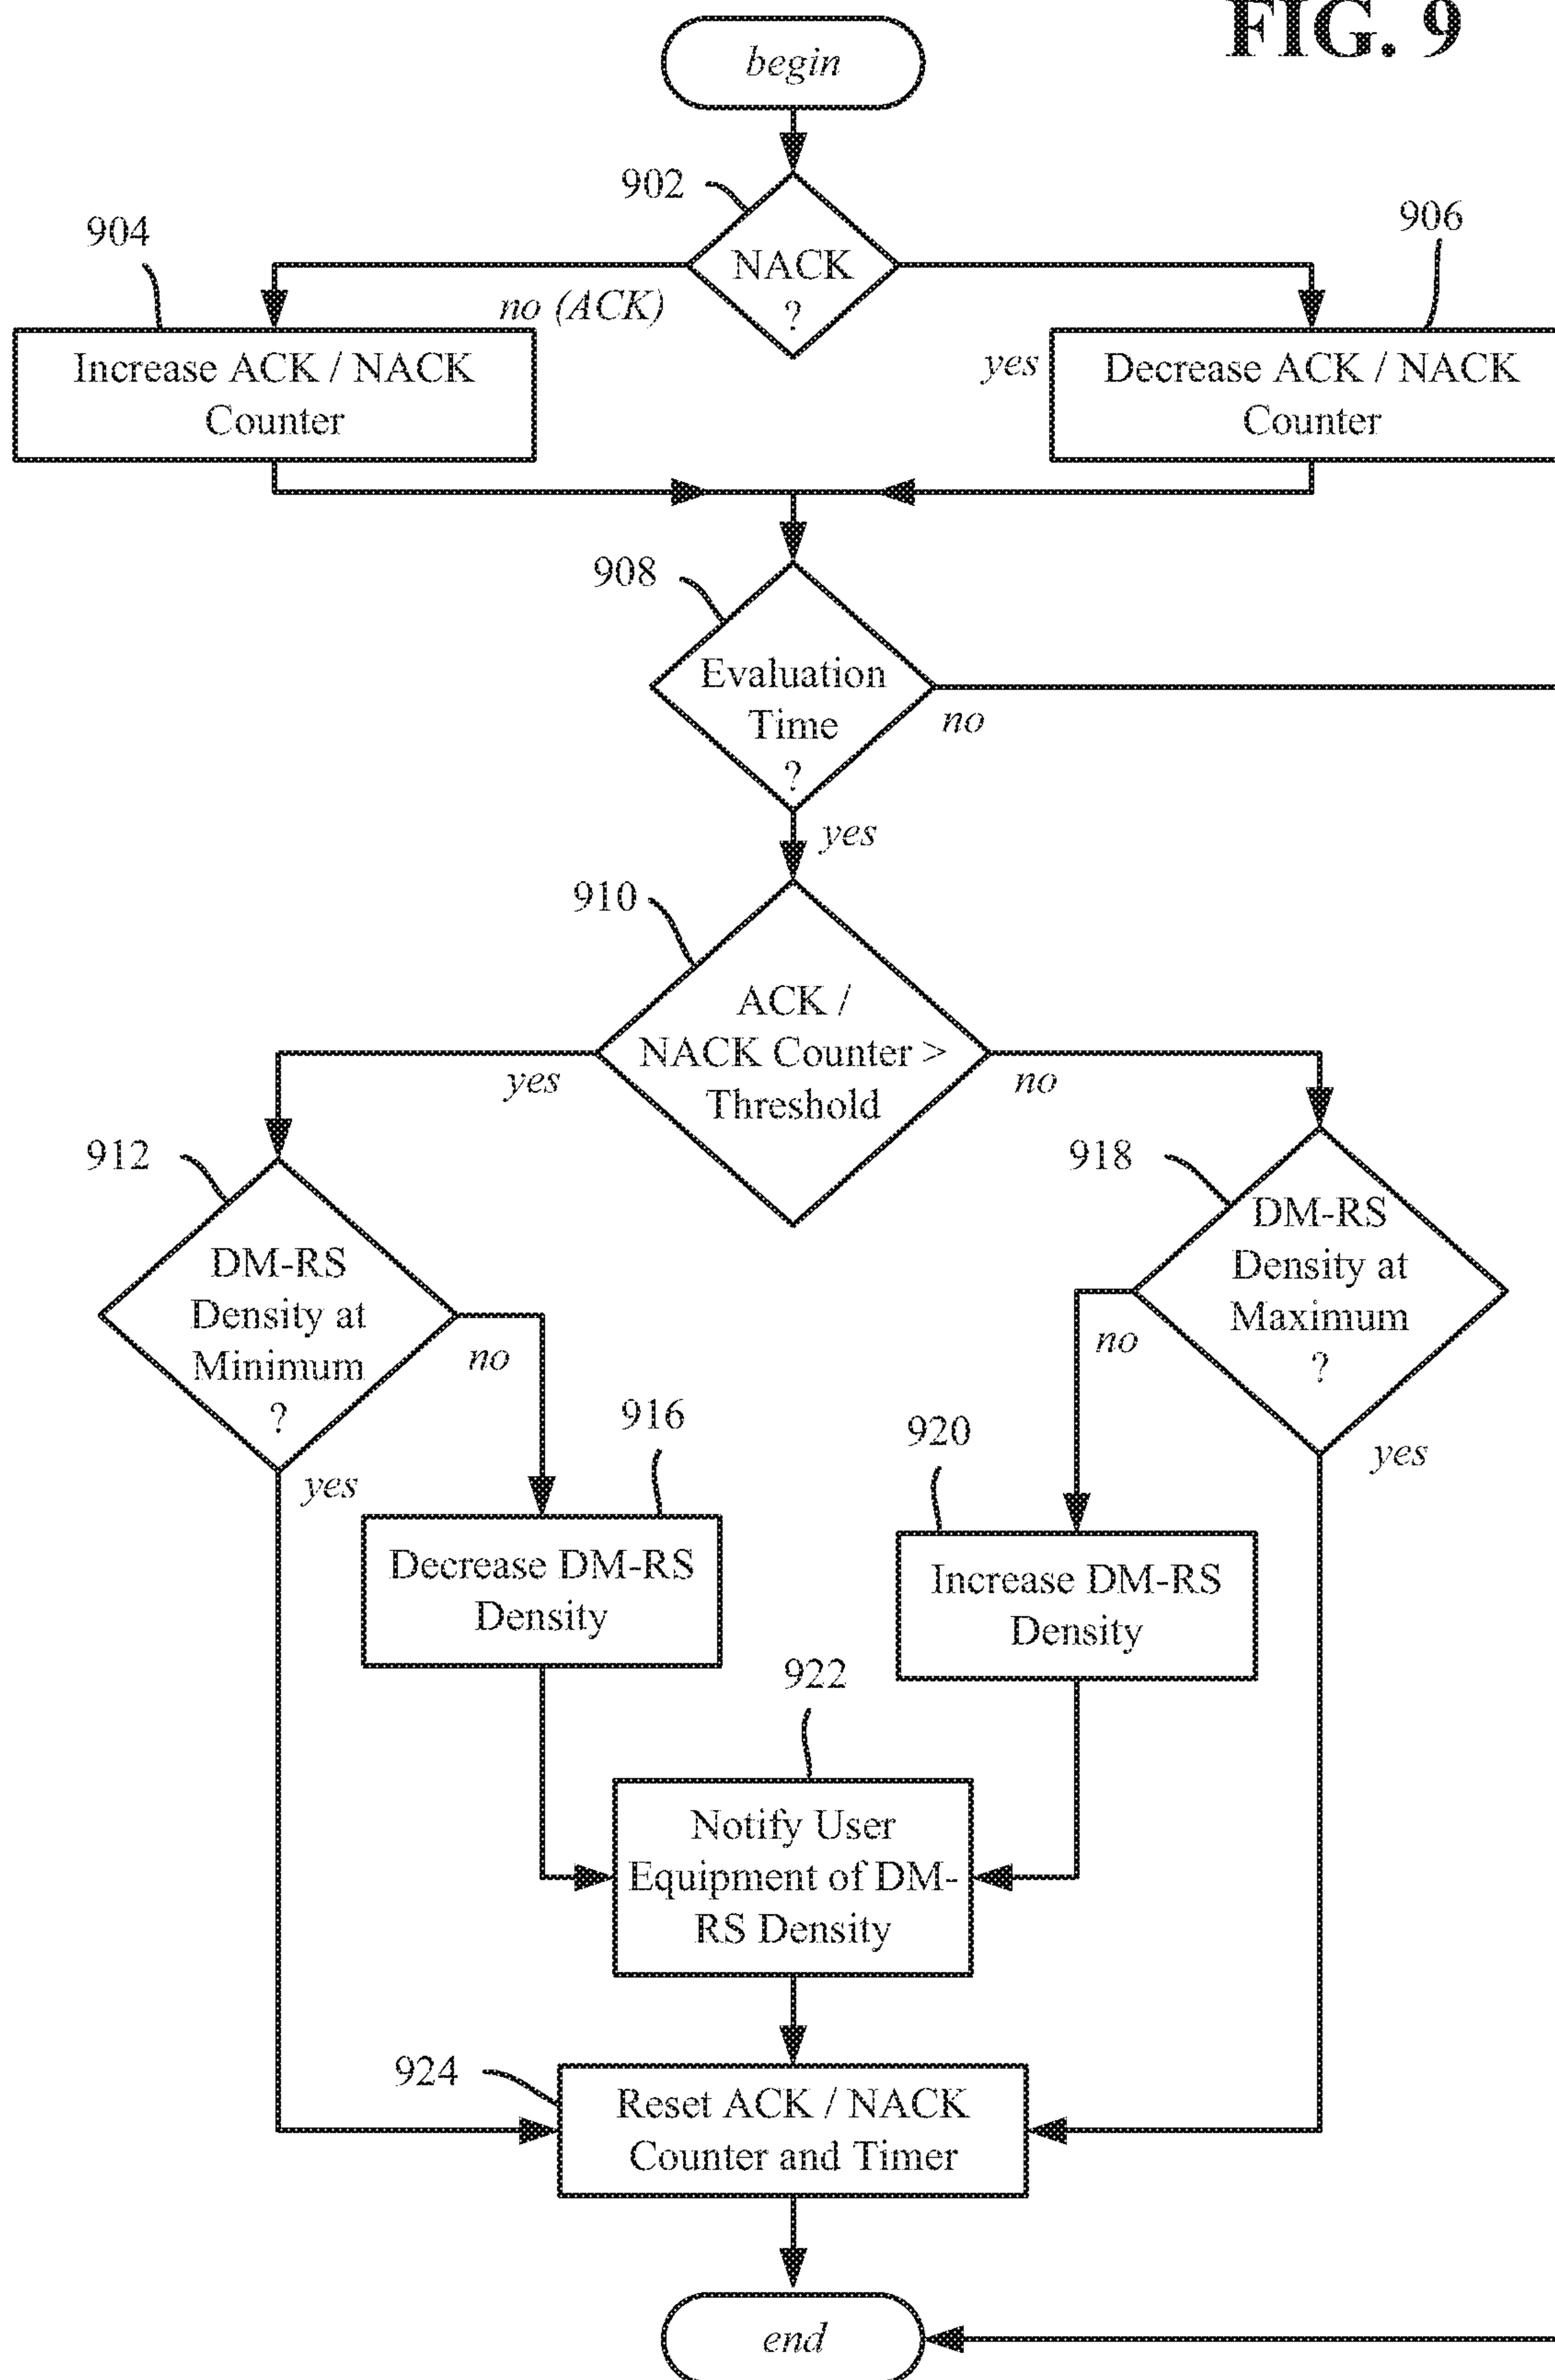 FIG. 9
begin
902
904
906
NACK
?
no (ACK)
yes
Increase ACK / NACK
Counter
Decrease ACK / NACK
Counter
908
Evaluation
Time
?
no
yes
910
ACK /
NACK Counter >
Threshold
yes
no
912
918
DM-RS
Density at
Minimum
?
no
yes
DM-RS
Density at
Maximum
?
no
yes
916
920
Decrease DM-RS
Density
Increase DM-RS
Density
922
Notify User
Equipment of DM-
RS Density
924
Reset ACK / NACK
Counter and Timer
end